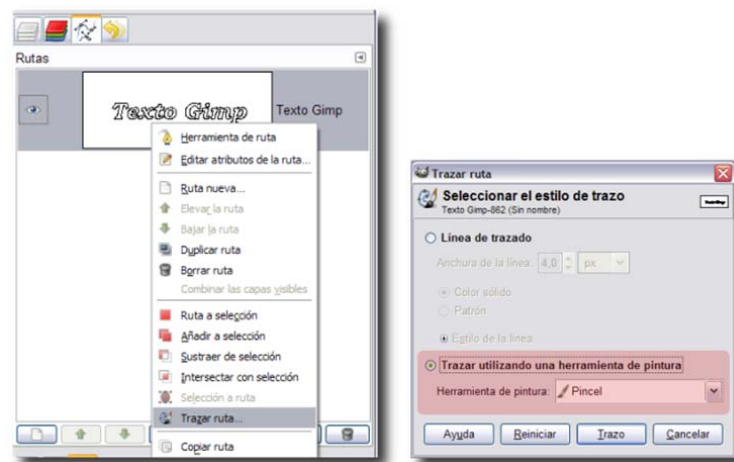 Rutas
Texto Gimp Texto Gimp
Herramienta de ruta
Editar atributos de la ruta...
Ruta nueva...
Elevar la ruta
Bajar la ruta
Duplicar ruta
Borrar ruta
Combinar las capas visibles
Ruta a selección
Añadir a selección
Sustraer de selección
Intersectar con selección
Selección a ruta
Trazar ruta...
Copiar ruta
Trazar ruta
Seleccionar el estilo de trazo
Texto Gimp-862 (Sin nombre)
Línea de trazado
Anchura de la línea: 4,0 px
Color sólido
Patrón
Estilo de la línea
Trazar utilizando una herramienta de pintura
Herramienta de pintura: Pincel
Ayuda Reiniciar Trazo Cancelar